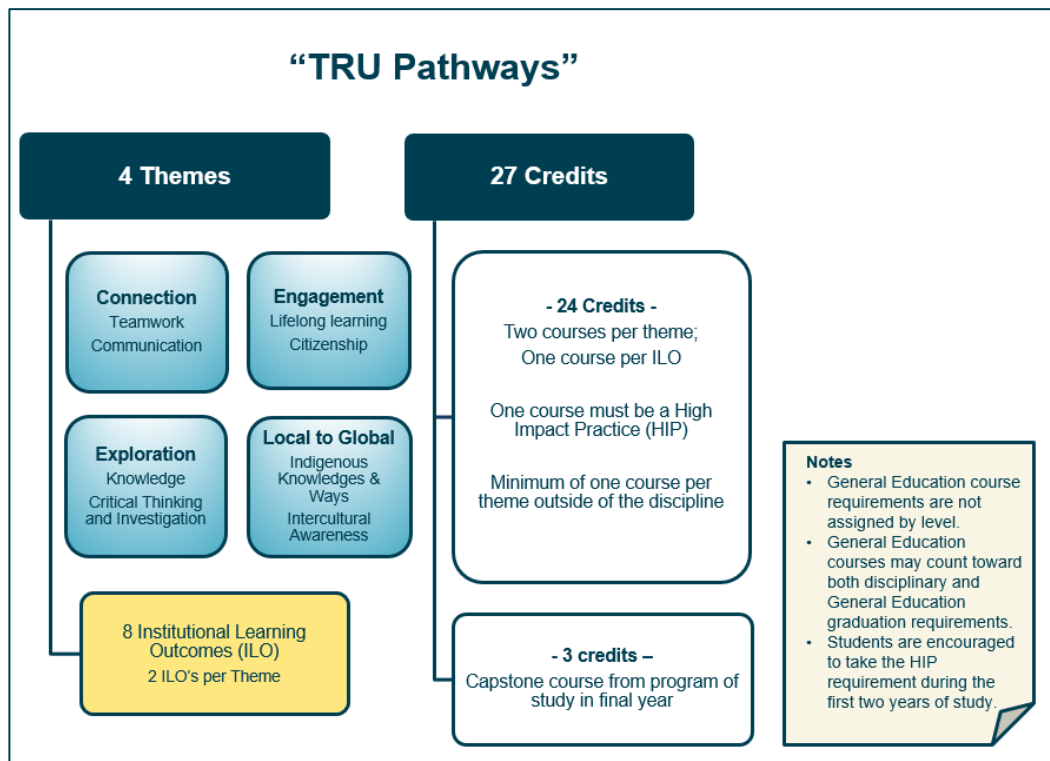 “TRU Pathways”
4 Themes
Connection
Teamwork
Communication
Engagement
Lifelong learning
Citizenship
Exploration
Knowledge
Critical Thinking
and Investigation
Local to Global
Indigenous
Knowledges &
Ways
Intercultural
Awareness
8 Institutional Learning
Outcomes (ILO)
2 ILO’s per Theme
27 Credits
- 24 Credits -
Two courses per theme;
One course per ILO
One course must be a High
Impact Practice (HIP)
Minimum of one course per
theme outside of the discipline
- 3 credits –
Capstone course from program of
study in final year
Notes
• General Education course
requirements are not
assigned by level.
• General Education
courses may count toward
both disciplinary and
General Education
graduation requirements.
• Students are encouraged
to take the HIP
requirement during the
first two years of study.